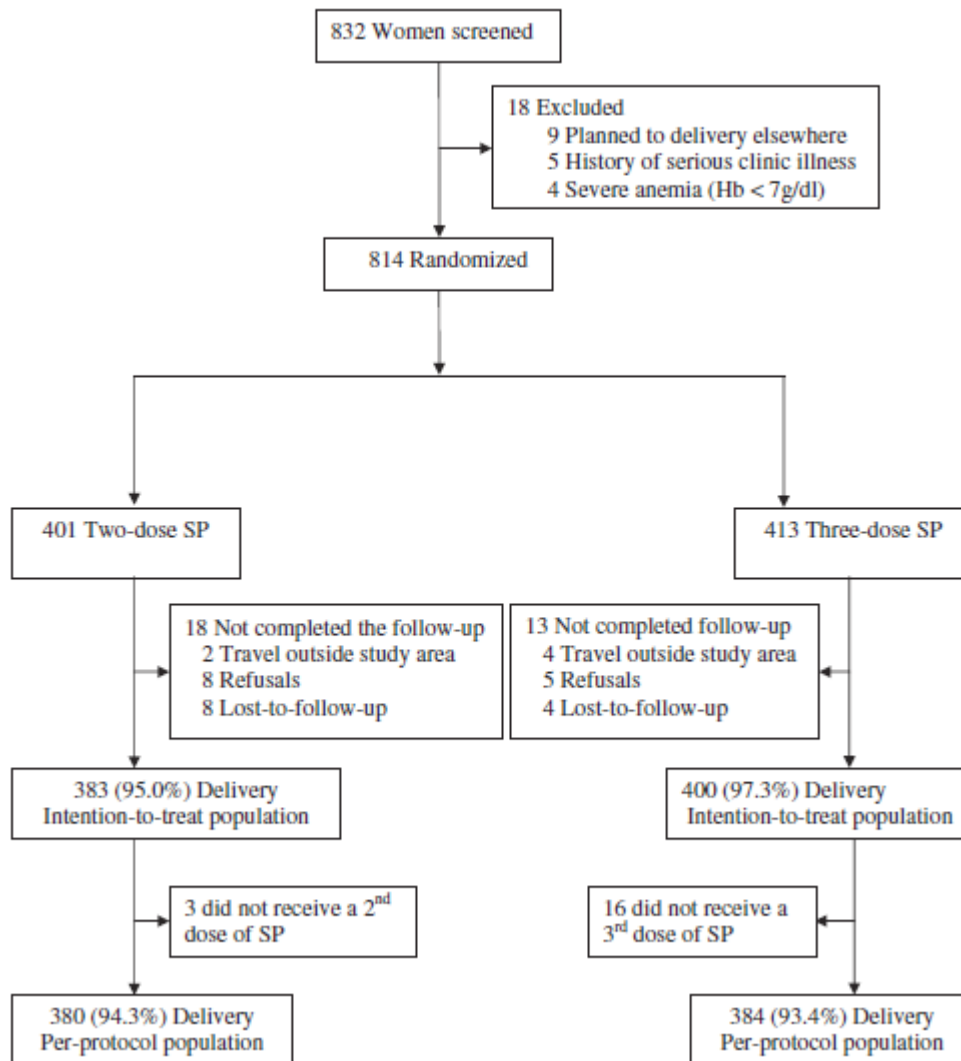 832 Women screened
18 Excluded
9 Planned to delivery elsewhere
5 History of serious clinic illness
4 Severe anemia (Hb < 7g/dl)
814 Randomized
401 Two-dose SP
413 Three-dose SP
18 Not completed the follow-up
2 Travel outside study area
8 Refusals
8 Lost-to-follow-up
13 Not completed follow-up
4 Travel outside study area
5 Refusals
4 Lost-to-follow-up
383 (95.0%) Delivery
Intention-to-treat population
400 (97.3%) Delivery
Intention-to-treat population
3 did not receive a 2nd
dose of SP
16 did not receive a
3rd dose of SP
380 (94.3%) Delivery
Per-protocol population
384 (93.4%) Delivery
Per-protocol population